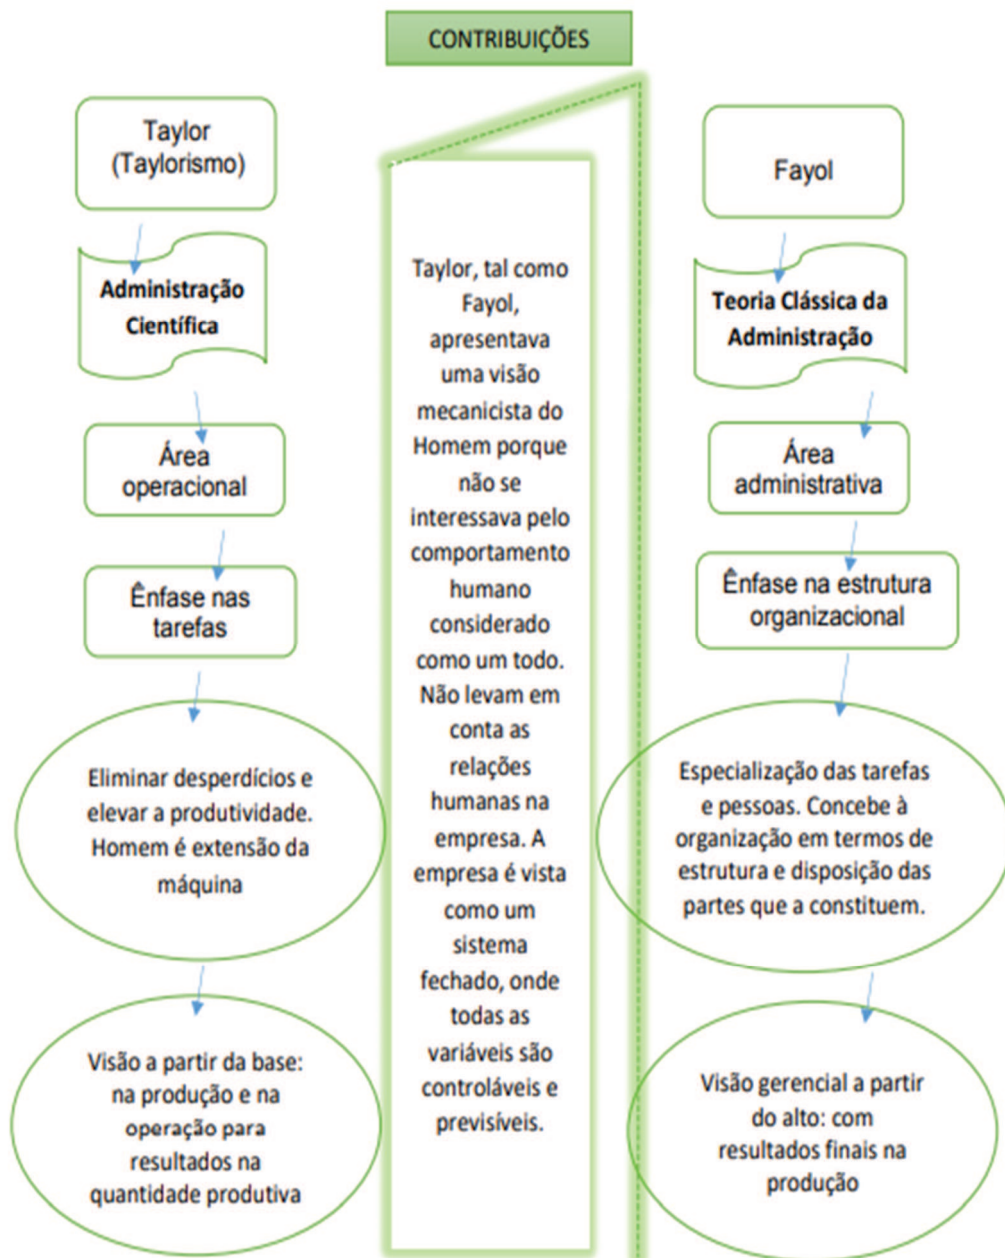 CONTRIBUIÇÕES
Taylor
(Taylorismo)
Administração
Científica
Área
operacional
Ênfase nas
tarefas
Eliminar desperdícios e
elevar a produtividade.
Homem é extensão da
máquina
Visão a partir da base:
na produção e na
operação para
resultados na
quantidade produtiva
Taylor, tal como
Fayol,
apresentava
uma visão
mecanicista do
Homem porque
não se
interessava pelo
comportamento
humano
considerado
como um todo.
Não levam em
conta as
relações
humanas na
empresa. A
empresa é vista
como um
sistema
fechado, onde
todas as
variáveis são
controláveis e
previsíveis.
Fayol
Teoria Clássica da
Administração
Área
administrativa
Ênfase na estrutura
organizacional
Especialização das tarefas
e pessoas. Concebe à
organização em termos de
estrutura e disposição das
partes que a constituem.
Visão gerencial a partir
do alto: com
resultados finais na
produção